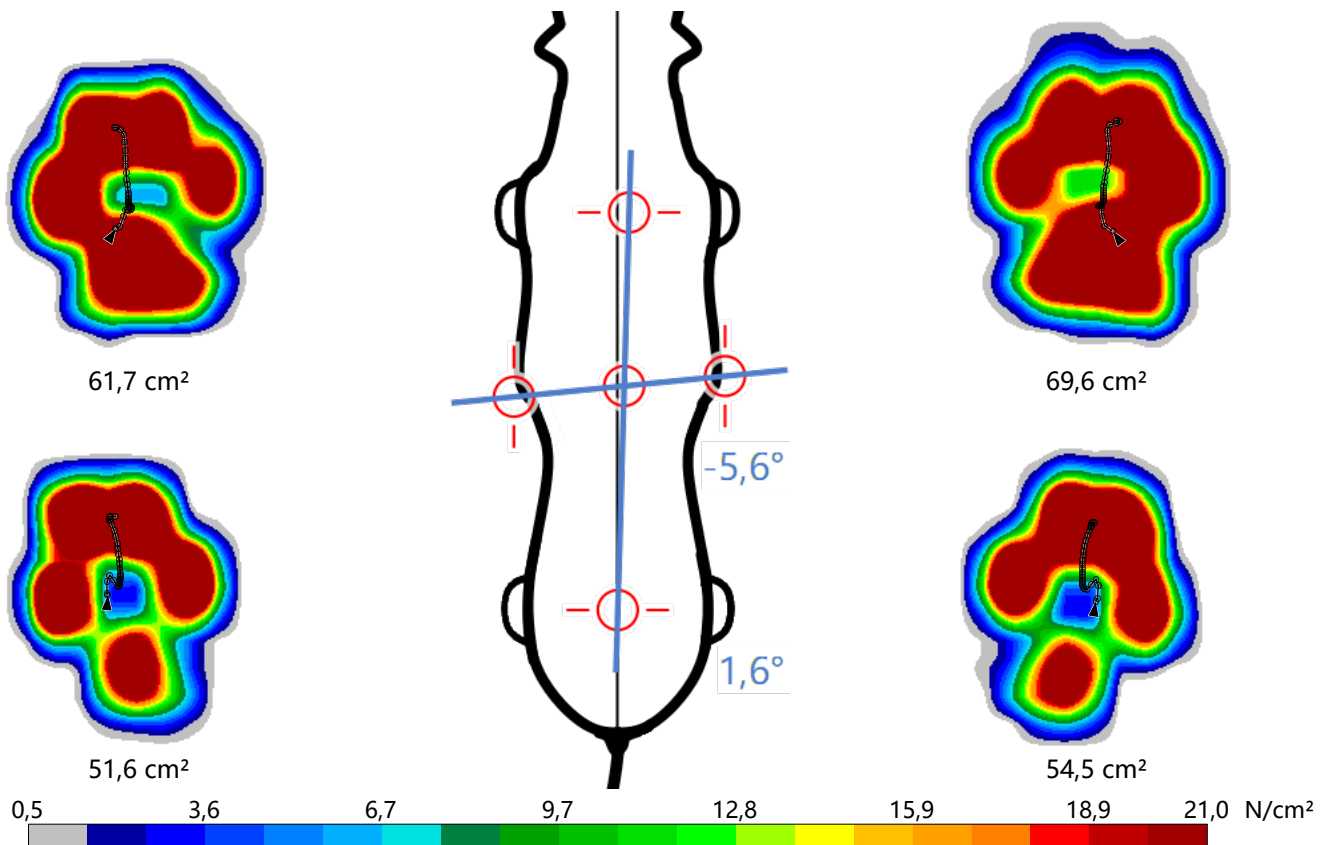 61,7 cm²
69,6 cm²
-5,6°
1,6°
51,6 cm²
54,5 cm²
0,5 3,6 6,7 9,7 12,8 15,9 18,9 21,0 N/cm²